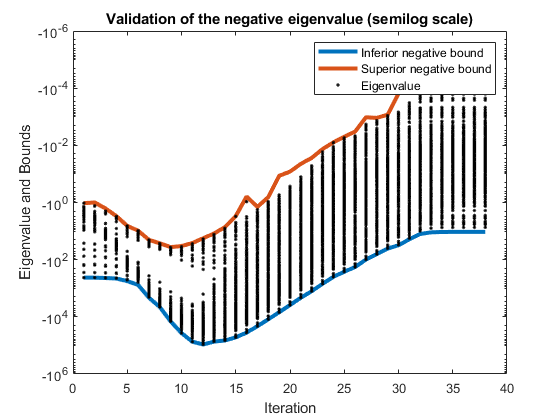 Validation of the negative eigenvalue (semilog scale)
Inferior negative bound
Superior negative bound
Eigenvalue
Eigenvalue and Bounds
-10^-6
-10^-4
-10^-2
-10^0
-10^2
-10^4
-10^6
0 5 10 15 20 25 30 35 40
Iteration